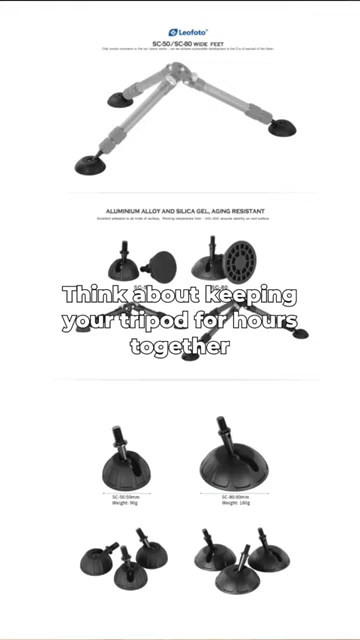 Leofoto
SC-50/SC-80 WIDE FEET
ALUMINIUM ALLOY AND SILICA GEL, AGING RESISTANT
Think about keeping
your tripod for hours
together
SC-50:50mm
Weight: 90g
SC-80:80mm
Weight: 180g